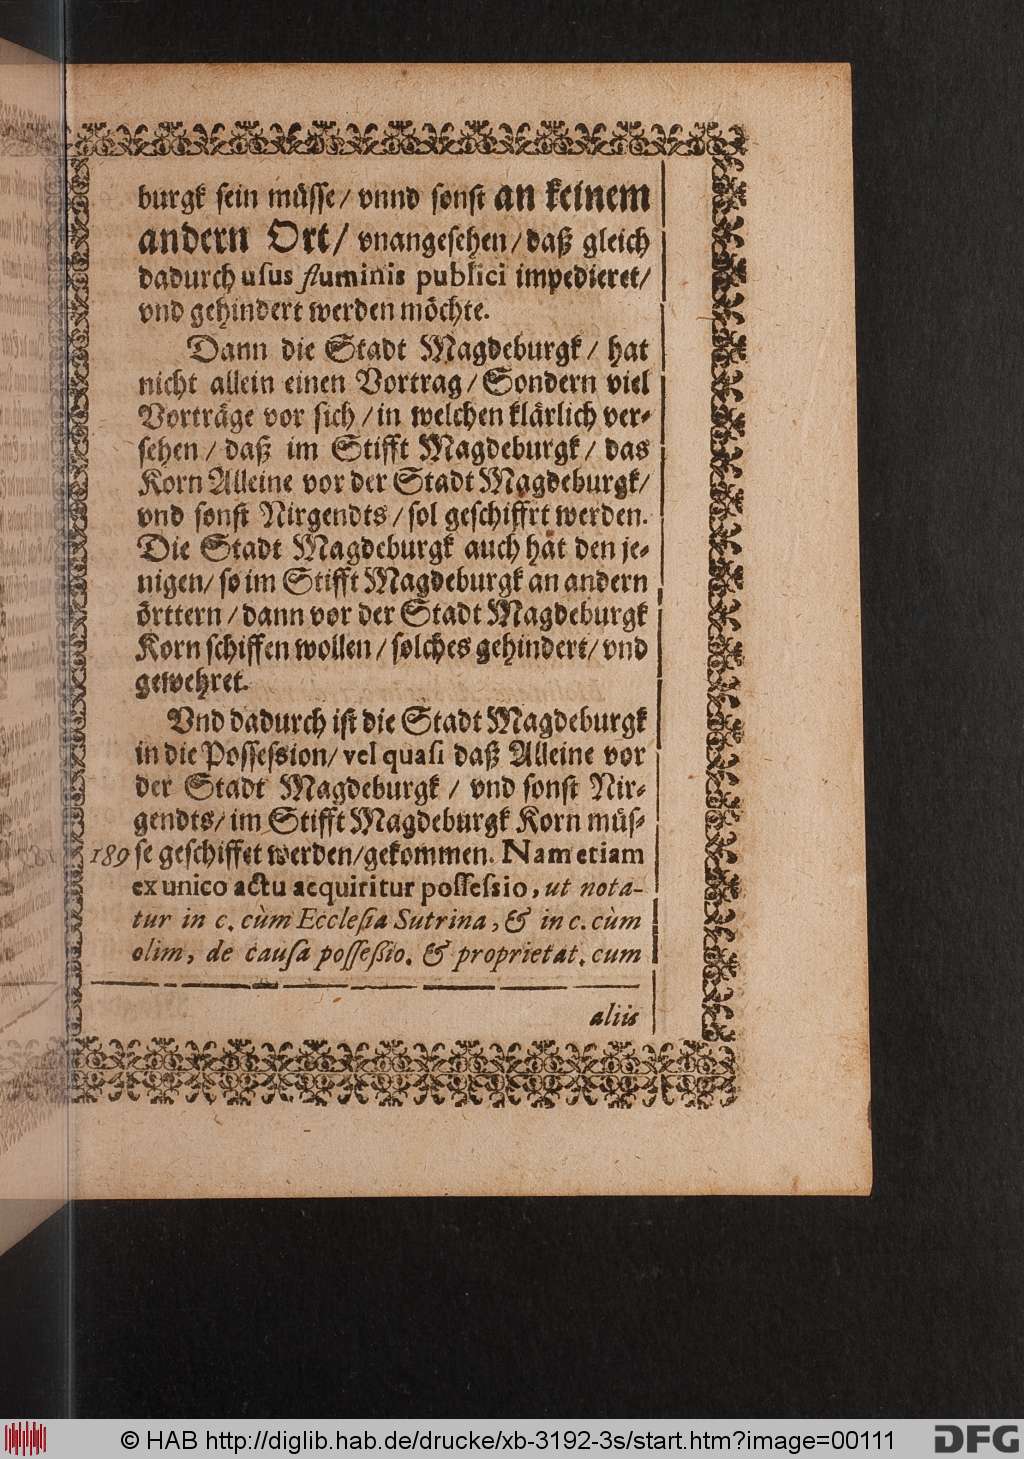 burgk sein müsse/ vnnd sonst an keinem
andern Ort/ vnangesehen/ daß gleich
dadurch usus fluminis publici impedieret/
vnd gehindert werden möchte.
Dann die Stadt Magdeburgk/ hat
nicht allein einen Vortrag/ Sondern viel
Vorträge vor sich/ in welchen klärlich ver-
sehen/ daß im Stifft Magdeburgk/ das
Korn Alleine vor der Stadt Magdeburgk/
vnd sonst Nirgendts/ sol geschiffrt werden.
Die Stadt Magdeburgk auch hat den je-
nigen/ so im Stifft Magdeburgk an andern
örttern/ dann vor der Stadt Magdeburgk
Korn schiffen wollen/ solches gehindert/ vnd
gewehret.
Vnd dadurch ist die Stadt Magdeburgk
in die Possession/ vel quasi daß Alleine vor
der Stadt Magdeburgk/ vnd sonst Nir-
gendts/ im Stifft Magdeburgk Korn müs-
189 se geschiffet werden/ gekommen. Nam etiam
ex unico actu acquiritur possessio, ut nota-
tur in c. cùm Ecclesia Sutrina, & in c. cùm
olim, de causa possessio. & proprietat. cum
aliis
© HAB http://diglib.hab.de/drucke/xb-3192-3s/start.htm?image=00111
DFG